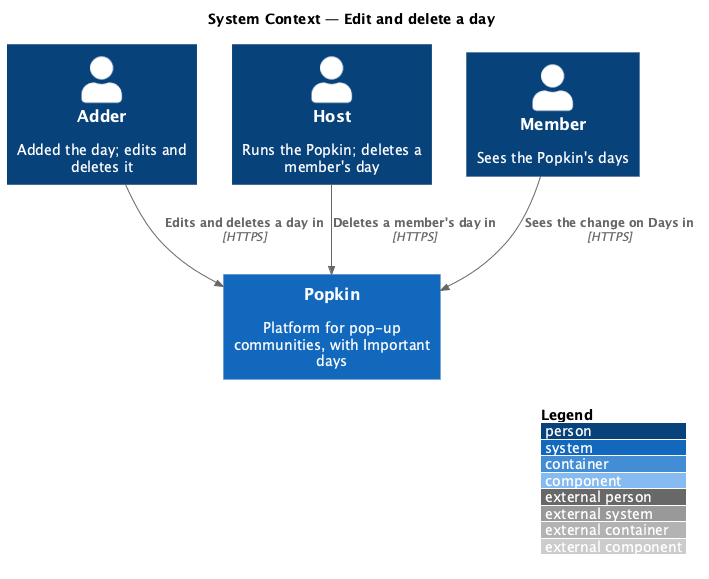 System Context — Edit and delete a day
Adder
Added the day; edits and
deletes it
Host
Runs the Popkin; deletes a
member's day
Member
Sees the Popkin's days
Edits and deletes a day in
[HTTPS]
Deletes a member's day in
[HTTPS]
Sees the change on Days in
[HTTPS]
Popkin
Platform for pop-up
communities, with Important
days
Legend
person
system
container
component
external person
external system
external container
external component